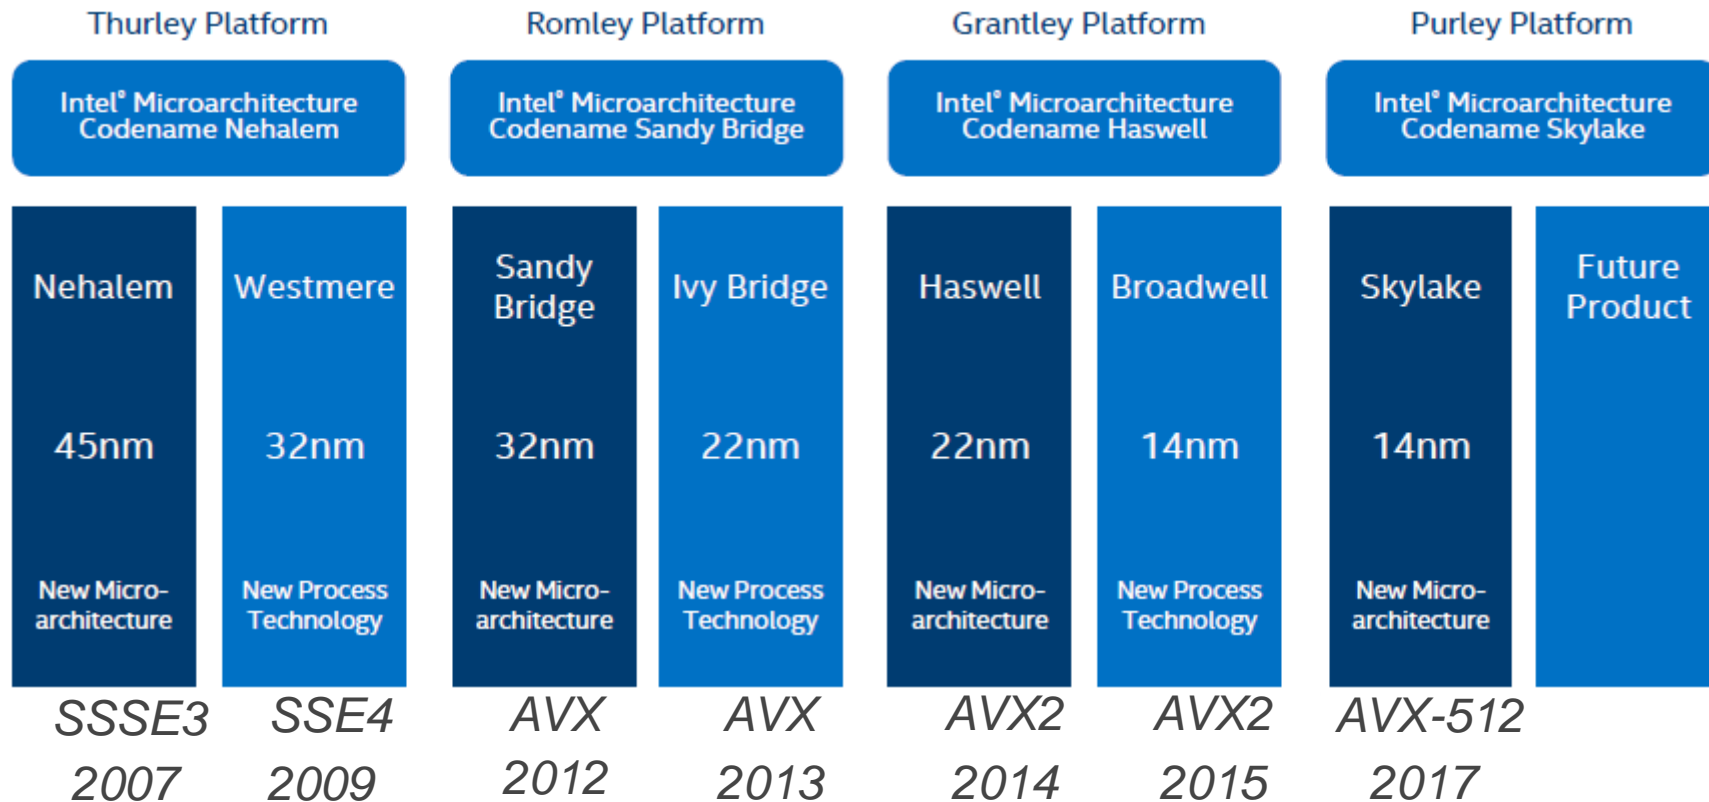 Thurley Platform
Romley Platform
Grantley Platform
Purley Platform
Intel® Microarchitecture
Codename Nehalem
Intel® Microarchitecture
Codename Sandy Bridge
Intel® Microarchitecture
Codename Haswell
Intel® Microarchitecture
Codename Skylake
Nehalem
45nm
New Micro-
architecture
Westmere
32nm
New Process
Technology
Sandy
Bridge
32nm
New Micro-
architecture
Ivy Bridge
22nm
New Process
Technology
Haswell
22nm
New Micro-
architecture
Broadwell
14nm
New Process
Technology
Skylake
14nm
New Micro-
architecture
Future
Product
SSSE3
2007
SSE4
2009
AVX
2012
AVX
2013
AVX2
2014
AVX2
2015
AVX-512
2017